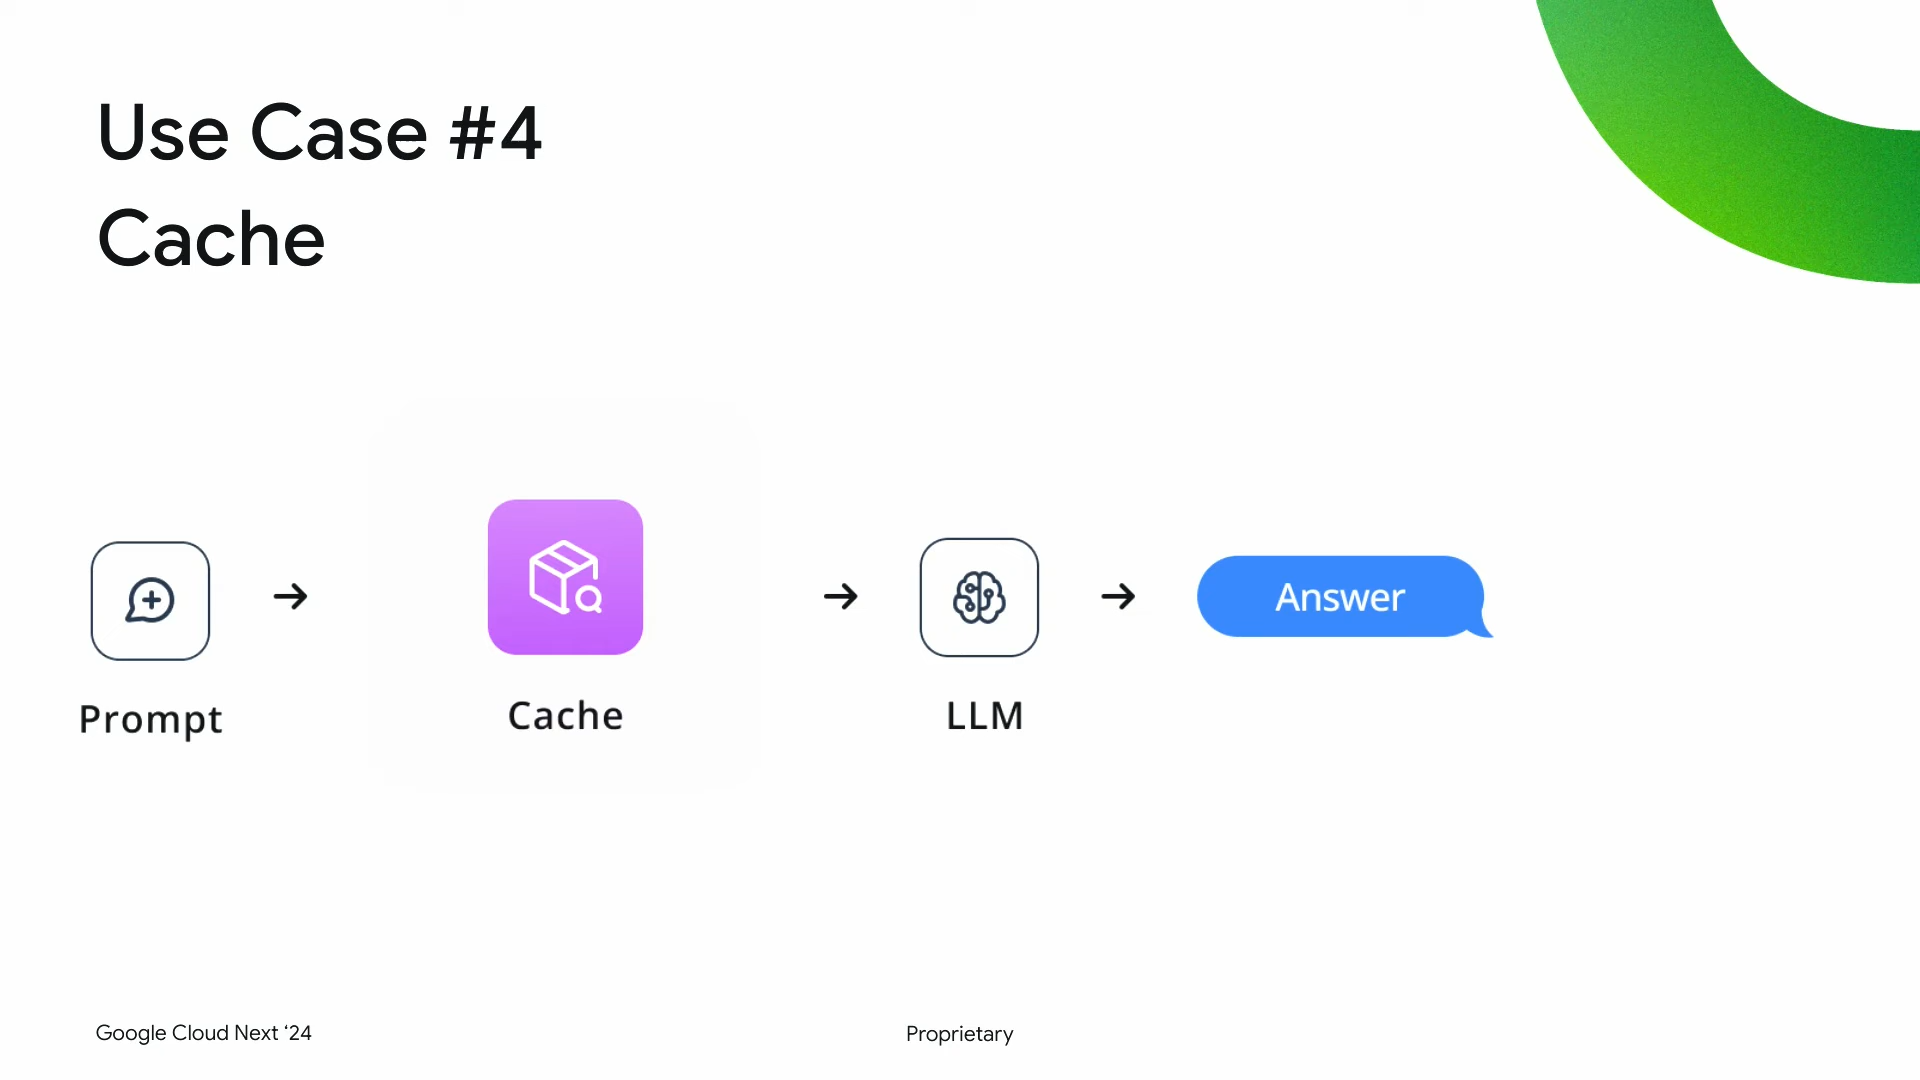 Use Case #4
Cache
Prompt
Cache
LLM
Answer
Google Cloud Next ‘24
Proprietary